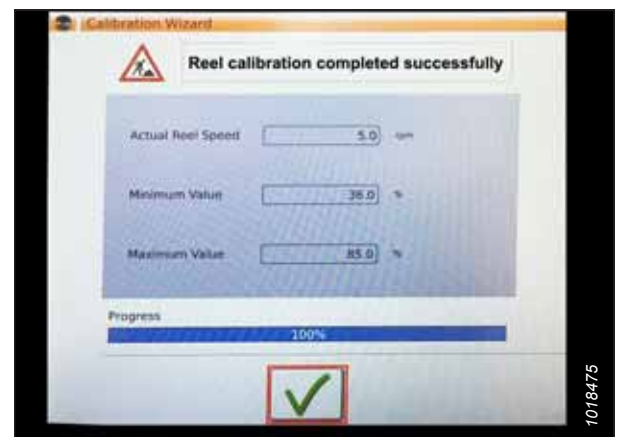 Calibration Wizard
Reel calibration completed successfully
Actual Reel Speed 5.0 rpm
Minimum Value 36.0 %
Maximum Value 85.0 %
Progress
100%
1018475